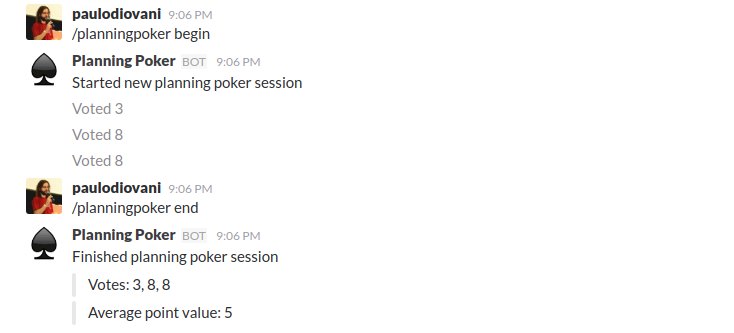 paulodiovani 9:06 PM
/planningpoker begin
Planning Poker BOT 9:06 PM
Started new planning poker session
Voted 3
Voted 8
Voted 8
paulodiovani 9:06 PM
/planningpoker end
Planning Poker BOT 9:06 PM
Finished planning poker session
Votes: 3, 8, 8
Average point value: 5